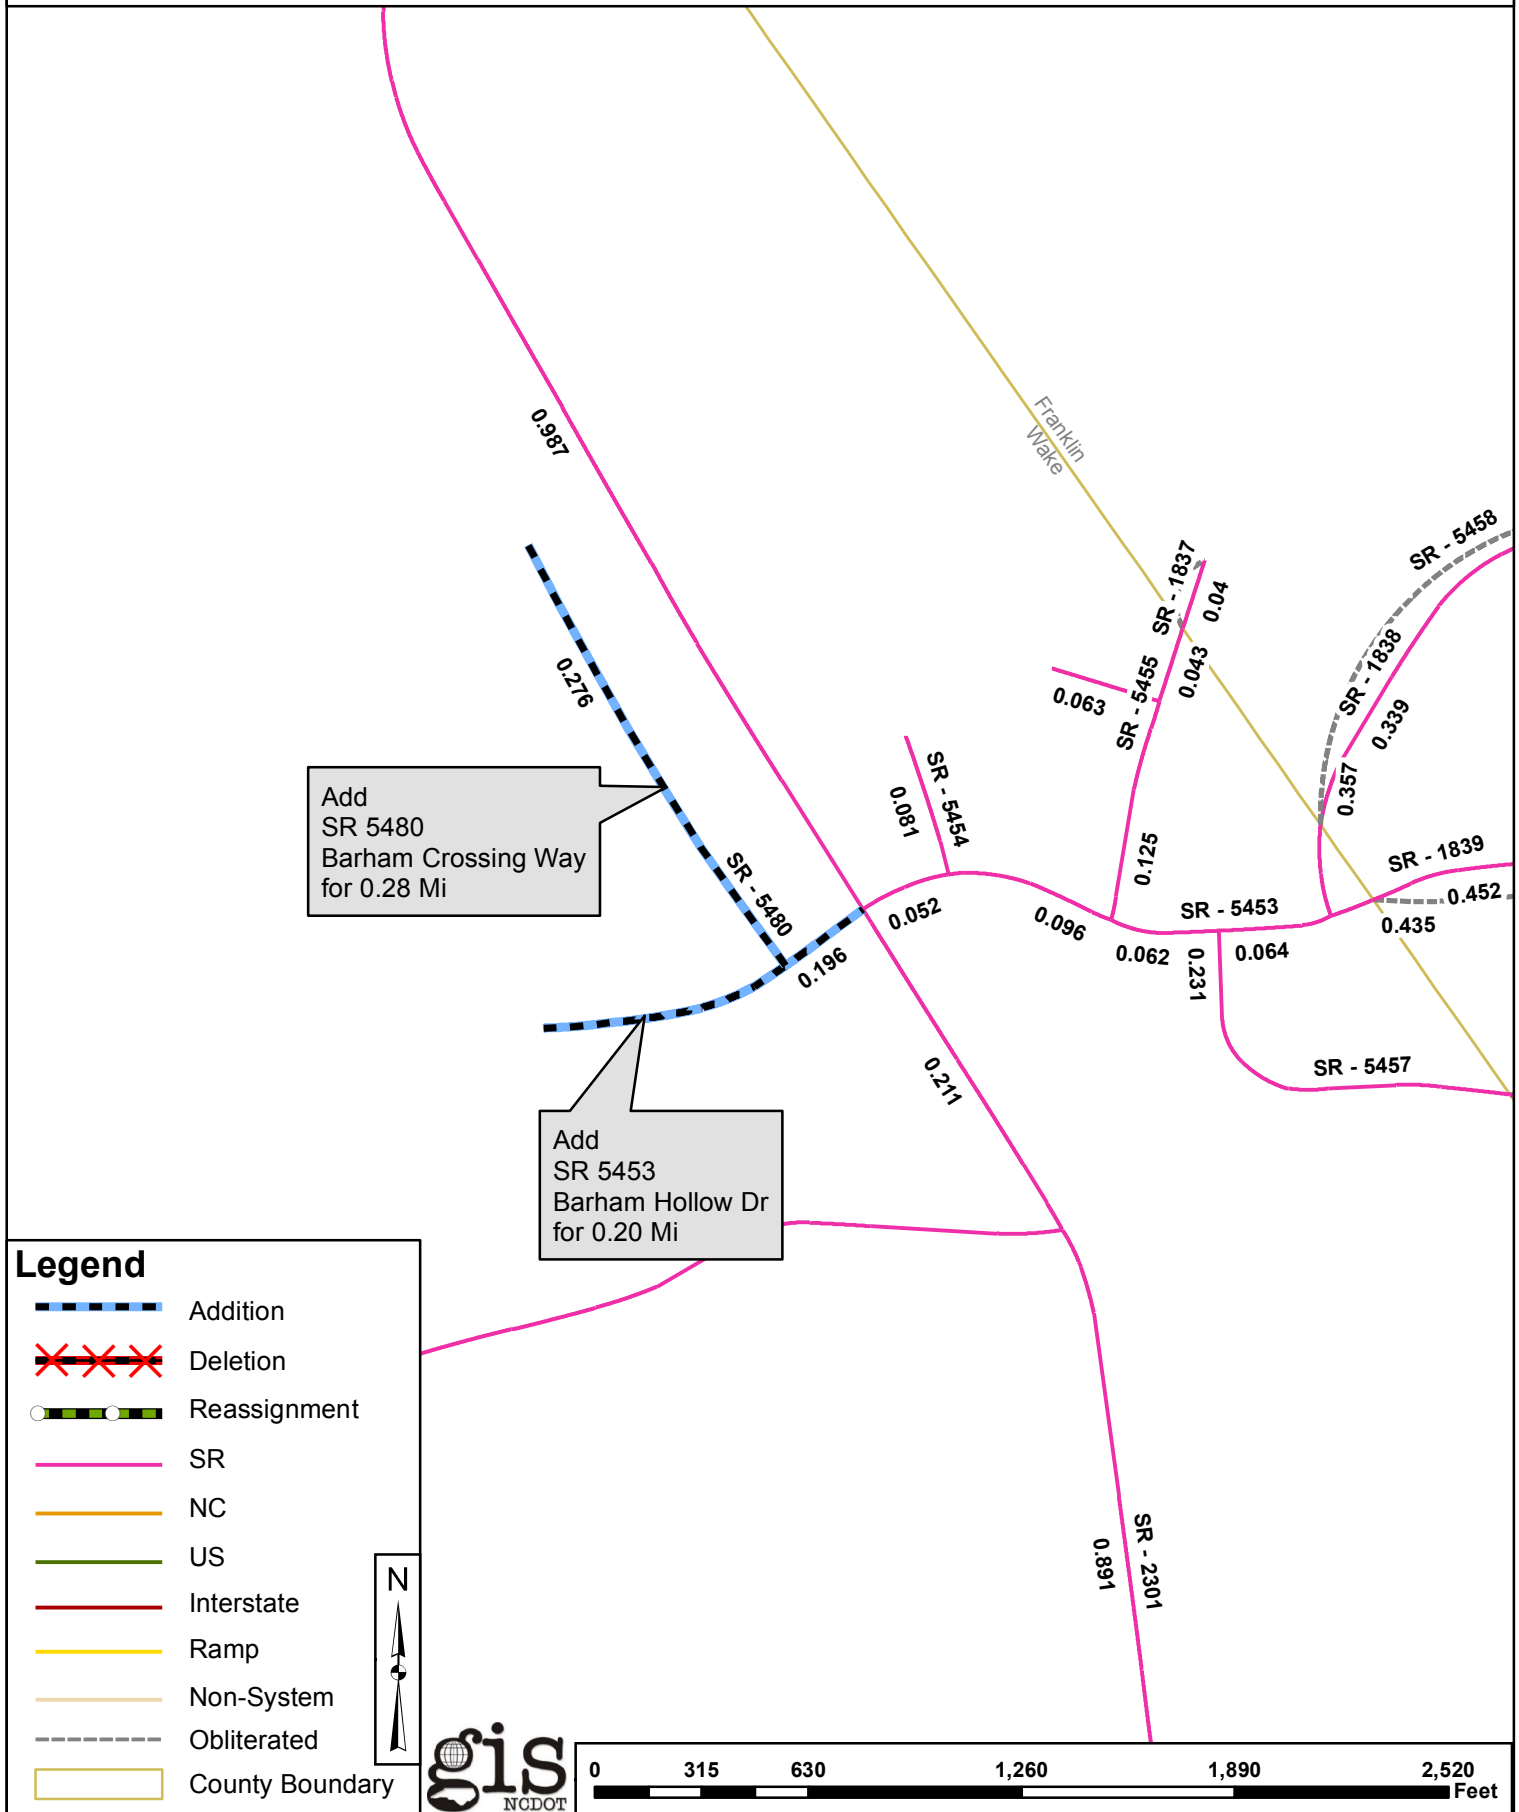 0.987
Franklin
Wake
SR - 5458
SR - 1837
0.04
SR - 1838
0.339
0.276
SR - 5455
0.043
0.063
0.357
Add
SR 5480
Barham Crossing Way
for 0.28 Mi
SR - 5454
0.081
SR - 5480
0.125
SR - 1839
0.452
0.435
SR - 5453
0.052
0.096
0.062
0.064
0.231
0.196
SR - 5457
0.211
Add
SR 5453
Barham Hollow Dr
for 0.20 Mi
Legend
Addition
Deletion
Reassignment
SR
NC
US
Interstate
Ramp
Non-System
Obliterated
County Boundary
N
SR - 2301
0.891
gis
NCDOT
0 315 630 1,260 1,890 2,520
Feet